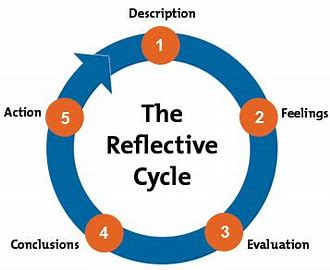 Description
1
Action
5
The
Reflective
Cycle
2
Feelings
Conclusions
4
3
Evaluation